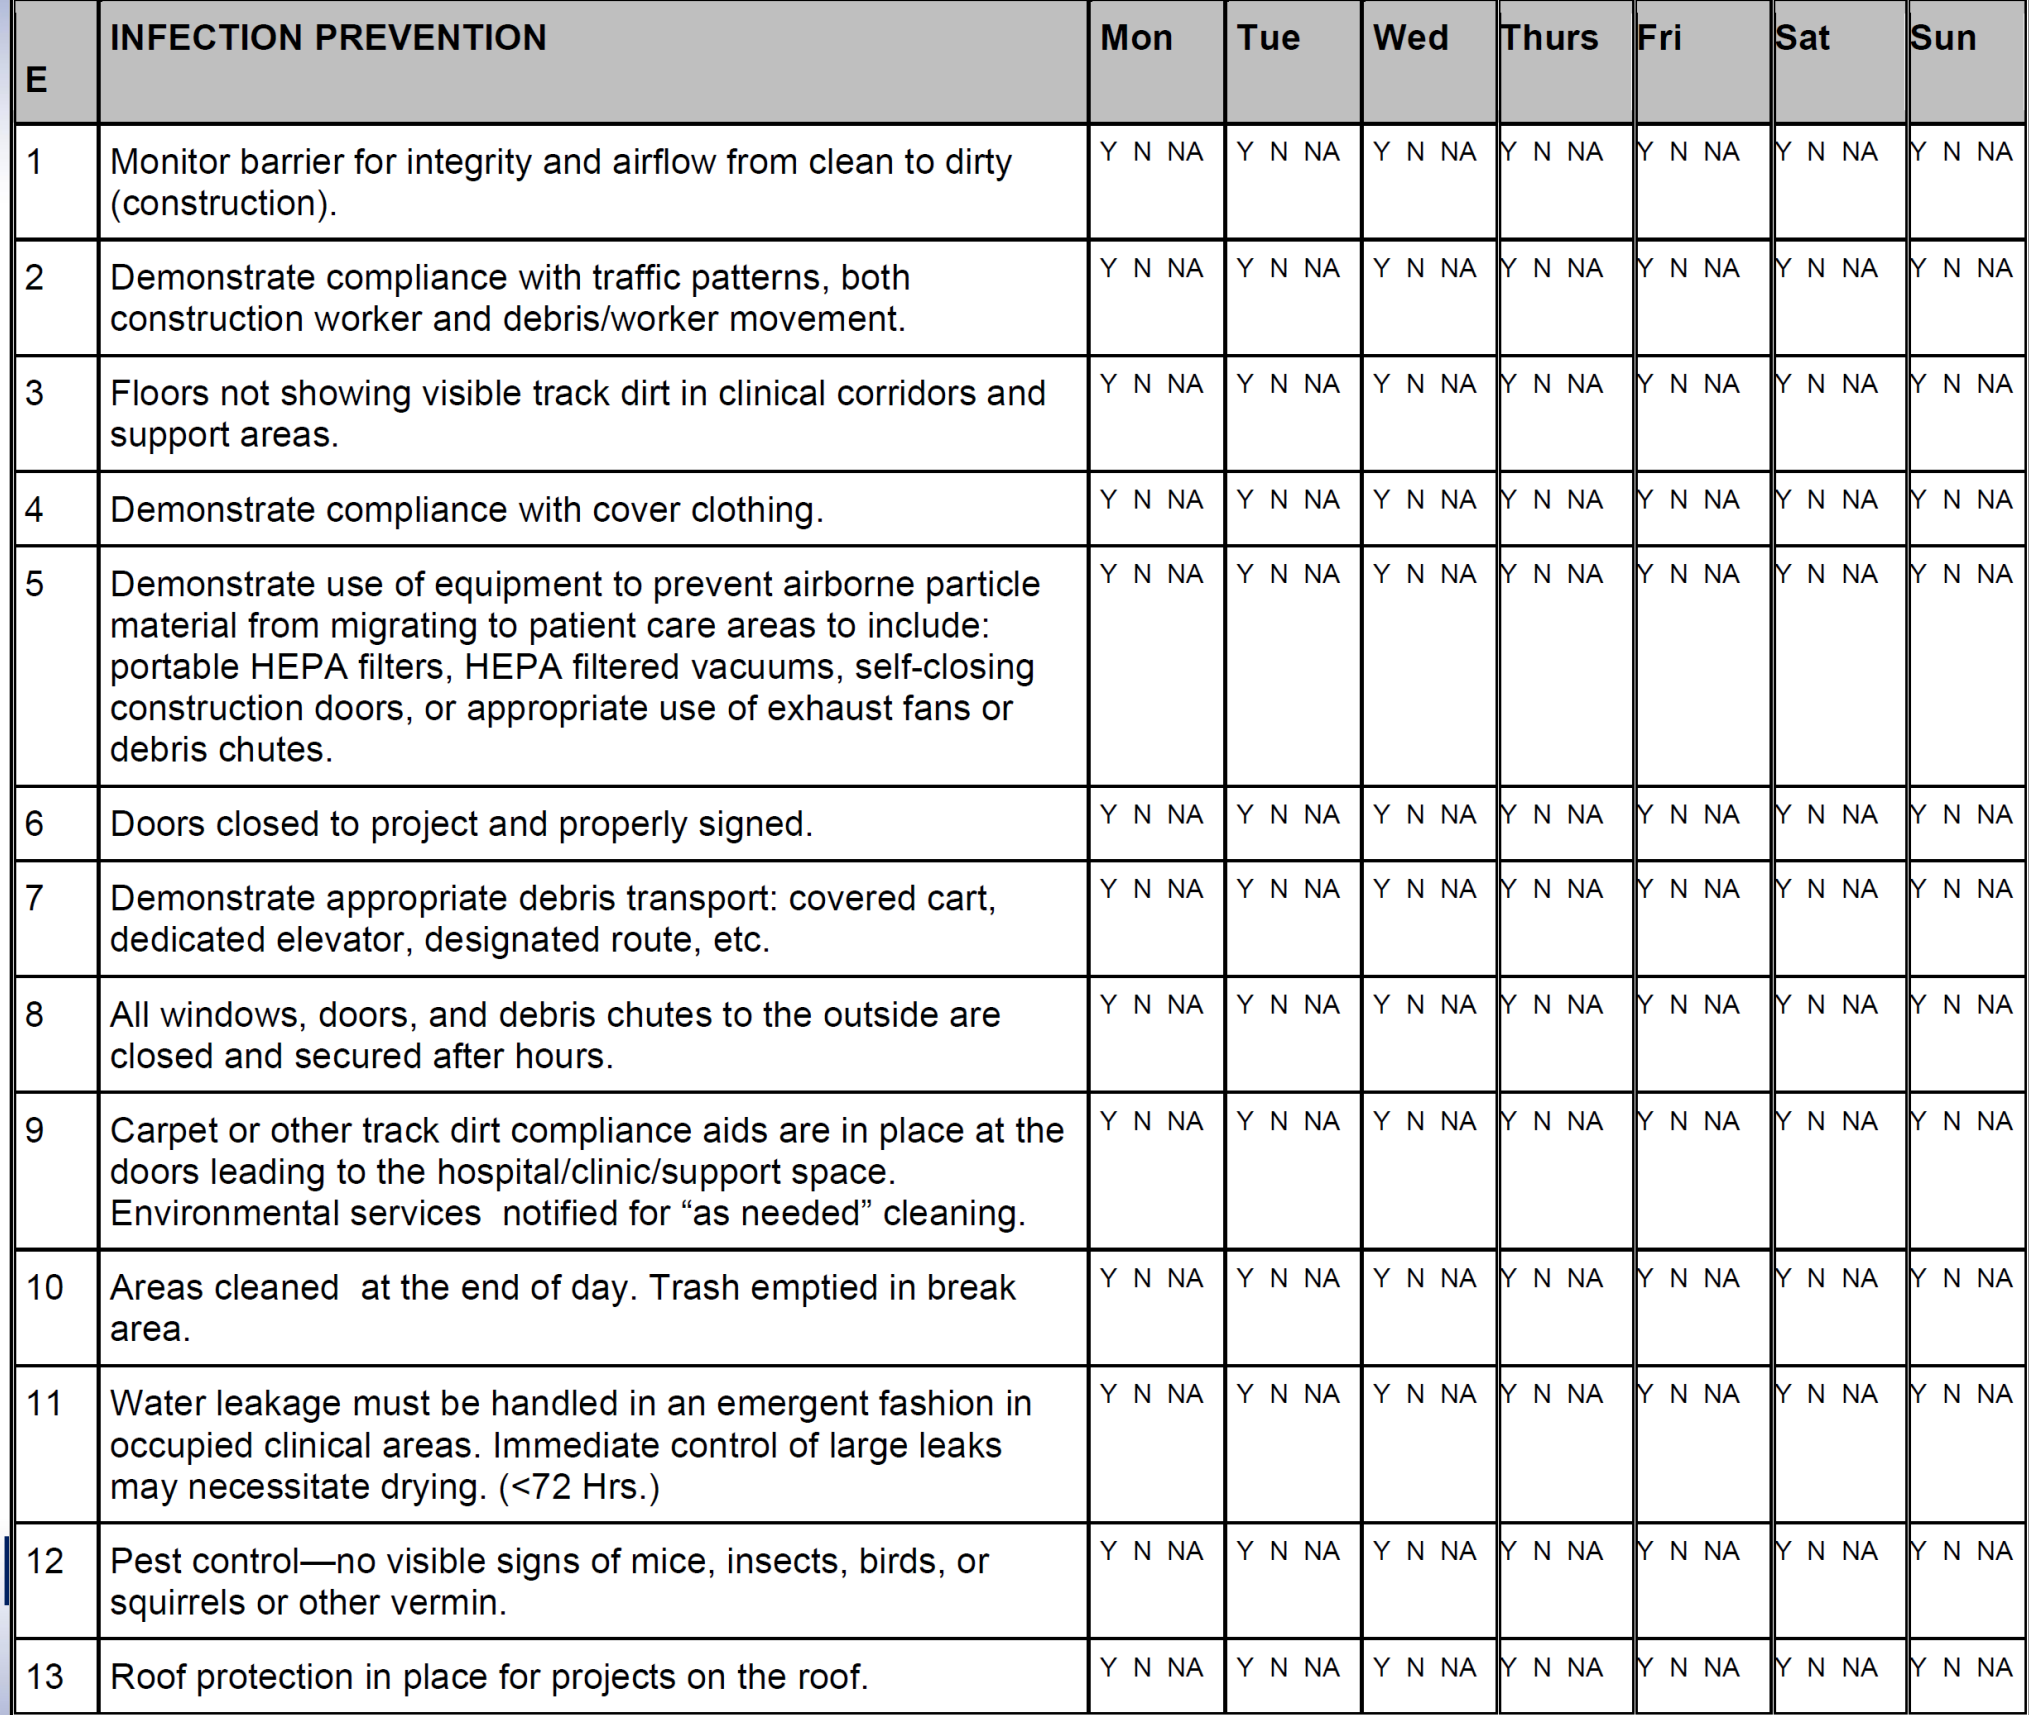 E INFECTION PREVENTION Mon Tue Wed Thurs Fri Sat Sun
1 Monitor barrier for integrity and airflow from clean to dirty Y N NA Y N NA Y N NA Y N NA Y N NA Y N NA Y N NA
(construction).
2 Demonstrate compliance with traffic patterns, both Y N NA Y N NA Y N NA Y N NA Y N NA Y N NA Y N NA
construction worker and debris/worker movement.
3 Floors not showing visible track dirt in clinical corridors and Y N NA Y N NA Y N NA Y N NA Y N NA Y N NA Y N NA
support areas.
4 Demonstrate compliance with cover clothing. Y N NA Y N NA Y N NA Y N NA Y N NA Y N NA Y N NA
5 Demonstrate use of equipment to prevent airborne particle Y N NA Y N NA Y N NA Y N NA Y N NA Y N NA Y N NA
material from migrating to patient care areas to include:
portable HEPA filters, HEPA filtered vacuums, self-closing
construction doors, or appropriate use of exhaust fans or
debris chutes.
6 Doors closed to project and properly signed. Y N NA Y N NA Y N NA Y N NA Y N NA Y N NA Y N NA
7 Demonstrate appropriate debris transport: covered cart, Y N NA Y N NA Y N NA Y N NA Y N NA Y N NA Y N NA
dedicated elevator, designated route, etc.
8 All windows, doors, and debris chutes to the outside are Y N NA Y N NA Y N NA Y N NA Y N NA Y N NA Y N NA
closed and secured after hours.
9 Carpet or other track dirt compliance aids are in place at the Y N NA Y N NA Y N NA Y N NA Y N NA Y N NA Y N NA
doors leading to the hospital/clinic/support space.
Environmental services  notified for “as needed” cleaning.
10 Areas cleaned  at the end of day. Trash emptied in break Y N NA Y N NA Y N NA Y N NA Y N NA Y N NA Y N NA
area.
11 Water leakage must be handled in an emergent fashion in Y N NA Y N NA Y N NA Y N NA Y N NA Y N NA Y N NA
occupied clinical areas. Immediate control of large leaks
may necessitate drying. (<72 Hrs.)
12 Pest control—no visible signs of mice, insects, birds, or Y N NA Y N NA Y N NA Y N NA Y N NA Y N NA Y N NA
squirrels or other vermin.
13 Roof protection in place for projects on the roof. Y N NA Y N NA Y N NA Y N NA Y N NA Y N NA Y N NA